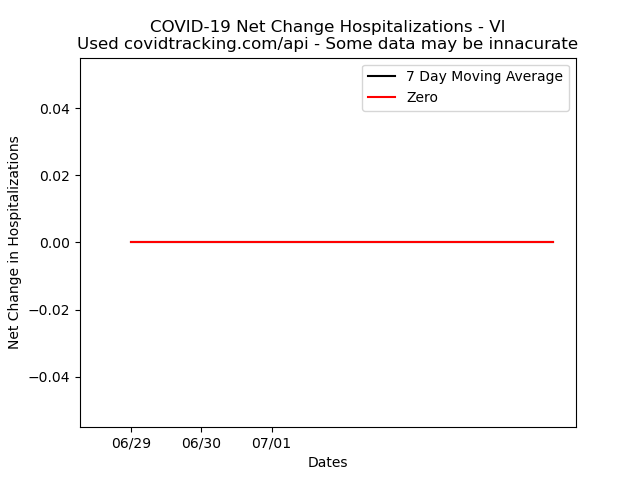 COVID-19 Net Change Hospitalizations - VI
Used covidtracking.com/api - Some data may be innacurate
7 Day Moving Average
Zero
Net Change in Hospitalizations
0.04
0.02
0.00
−0.02
−0.04
06/29 06/30 07/01
Dates